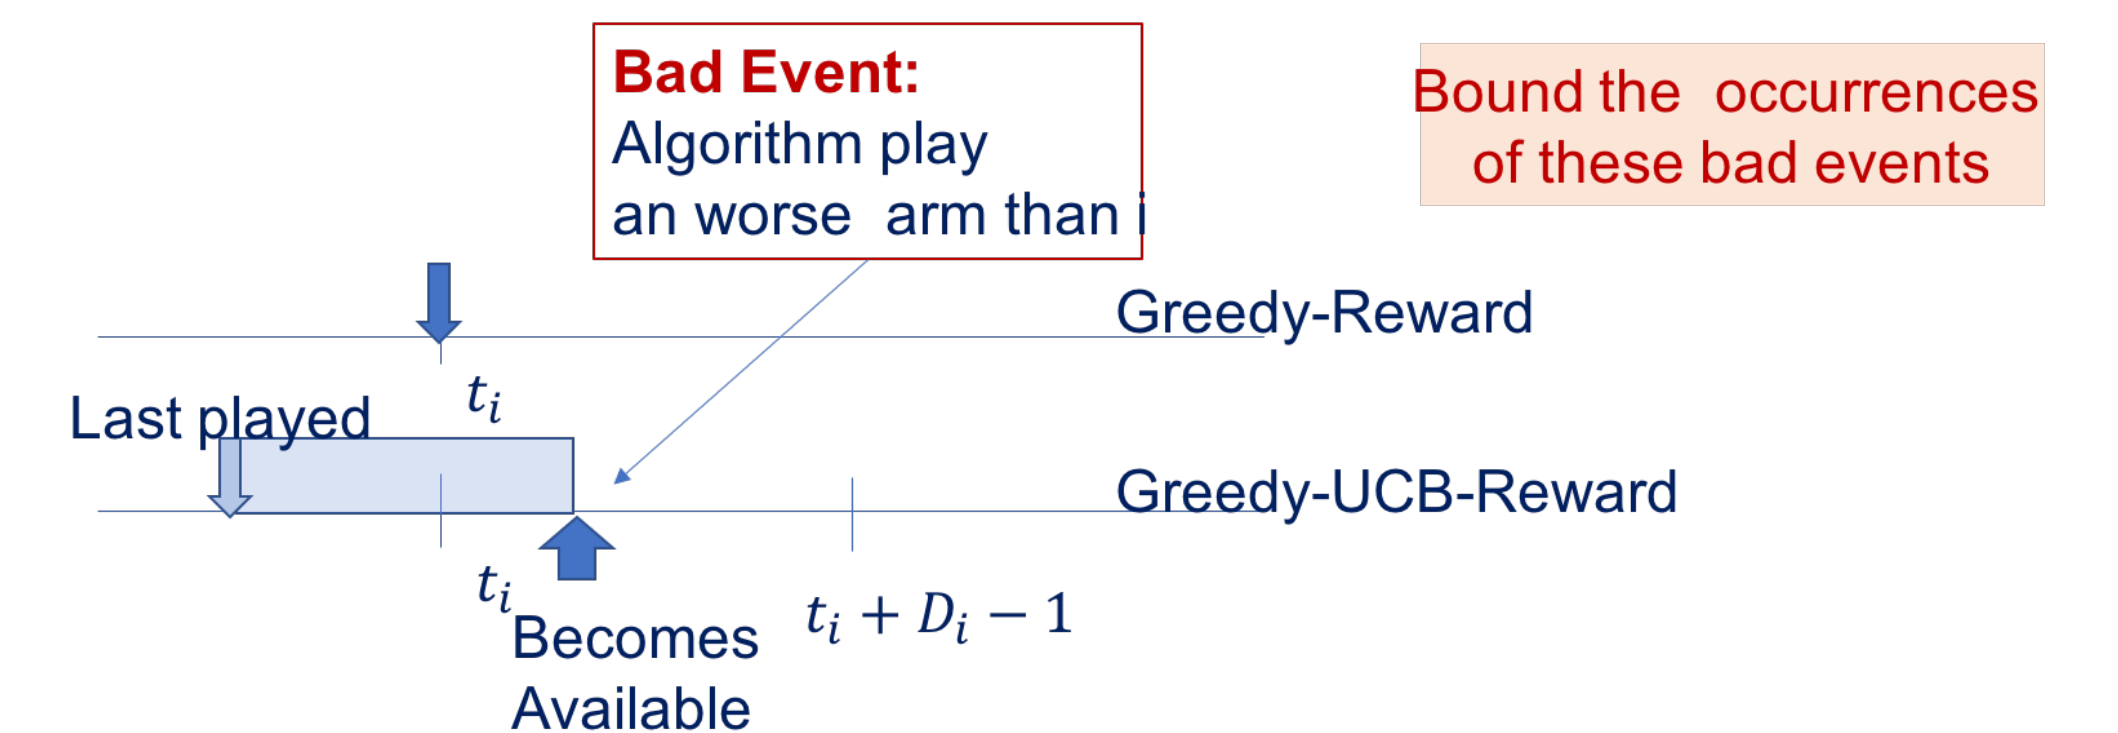 Bad Event:
Algorithm play
an worse arm than i
Bound the occurrences
of these bad events
Greedy-Reward
t_i
Last played
Greedy-UCB-Reward
t_i
Becomes
Available
t_i + D_i − 1